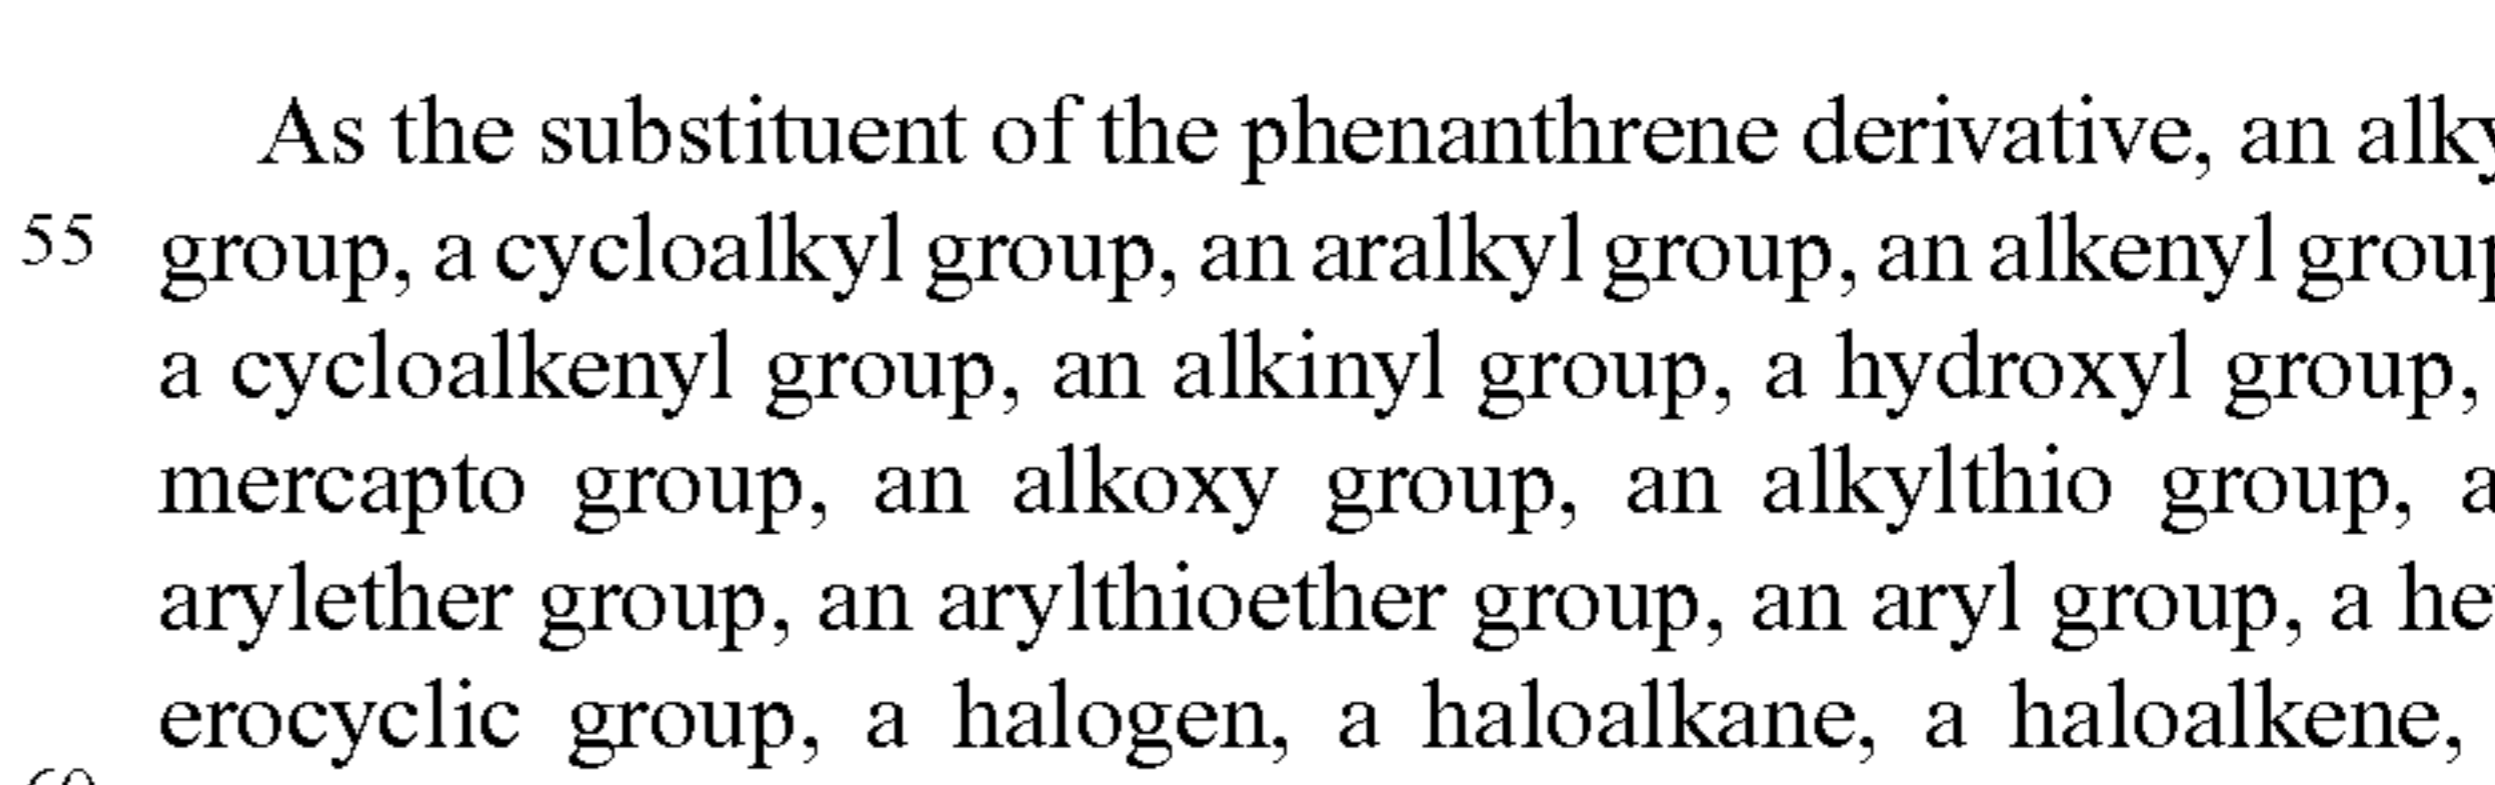 As the substituent of the phenanthrene derivative, an alky
55 group, a cycloalkyl group, an aralkyl group, an alkenyl group
a cycloalkenyl group, an alkinyl group, a hydroxyl group,
mercapto group, an alkoxy group, an alkylthio group, a
arylether group, an arylthioether group, an aryl group, a he
erocyclic group, a halogen, a haloalkane, a haloalkene,